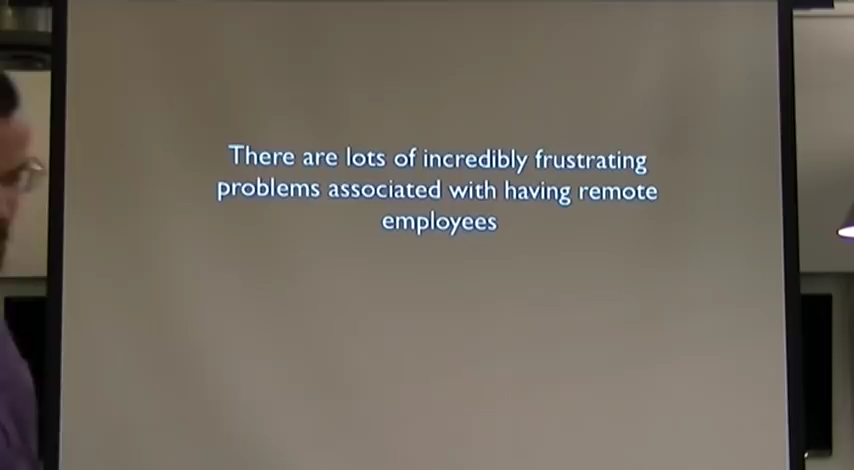 There are lots of incredibly frustrating
problems associated with having remote
employees